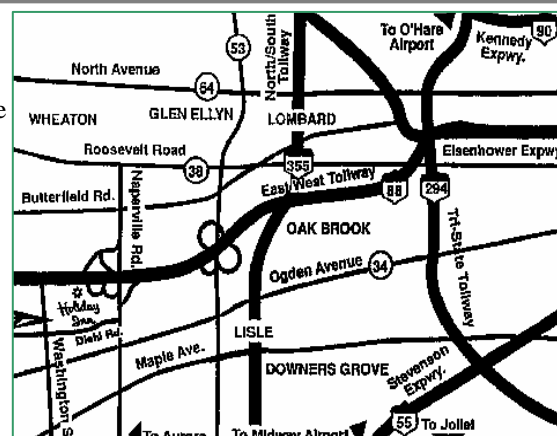 To O'Hare
Airport
90
Kennedy
Expwy.
53
North/South
Tollway
North Avenue
64
e
WHEATON
GLEN ELLYN
LOMBARD
Roosevelt Road
38
355
Eisenhower Expwy
East West Tollway
88
294
Butterfield Rd.
Naperville Rd.
OAK BROOK
Tri-State Tollway
Ogden Avenue
34
Holiday
Inn
Diehl Rd.
LISLE
Maple Ave.
Washington S
DOWNERS GROVE
Stevenson
Expwy.
55
To Joliet
To Aurora
To Midway Airport